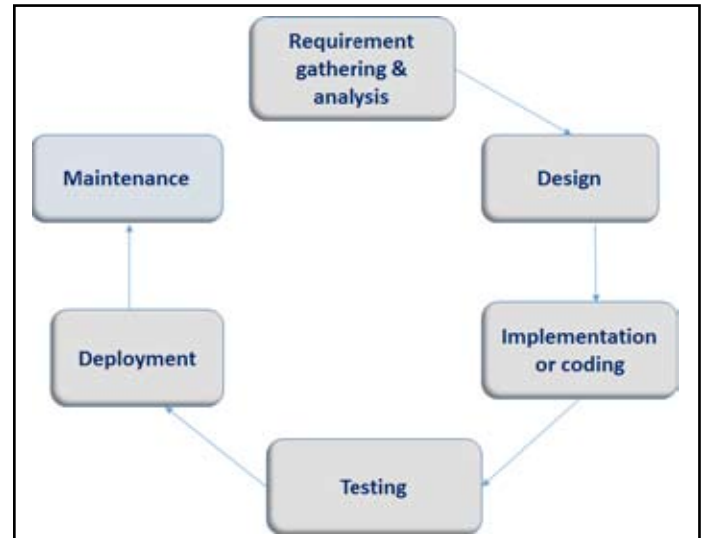 Requirement
gathering &
analysis
Maintenance
Design
Deployment
Implementation
or coding
Testing